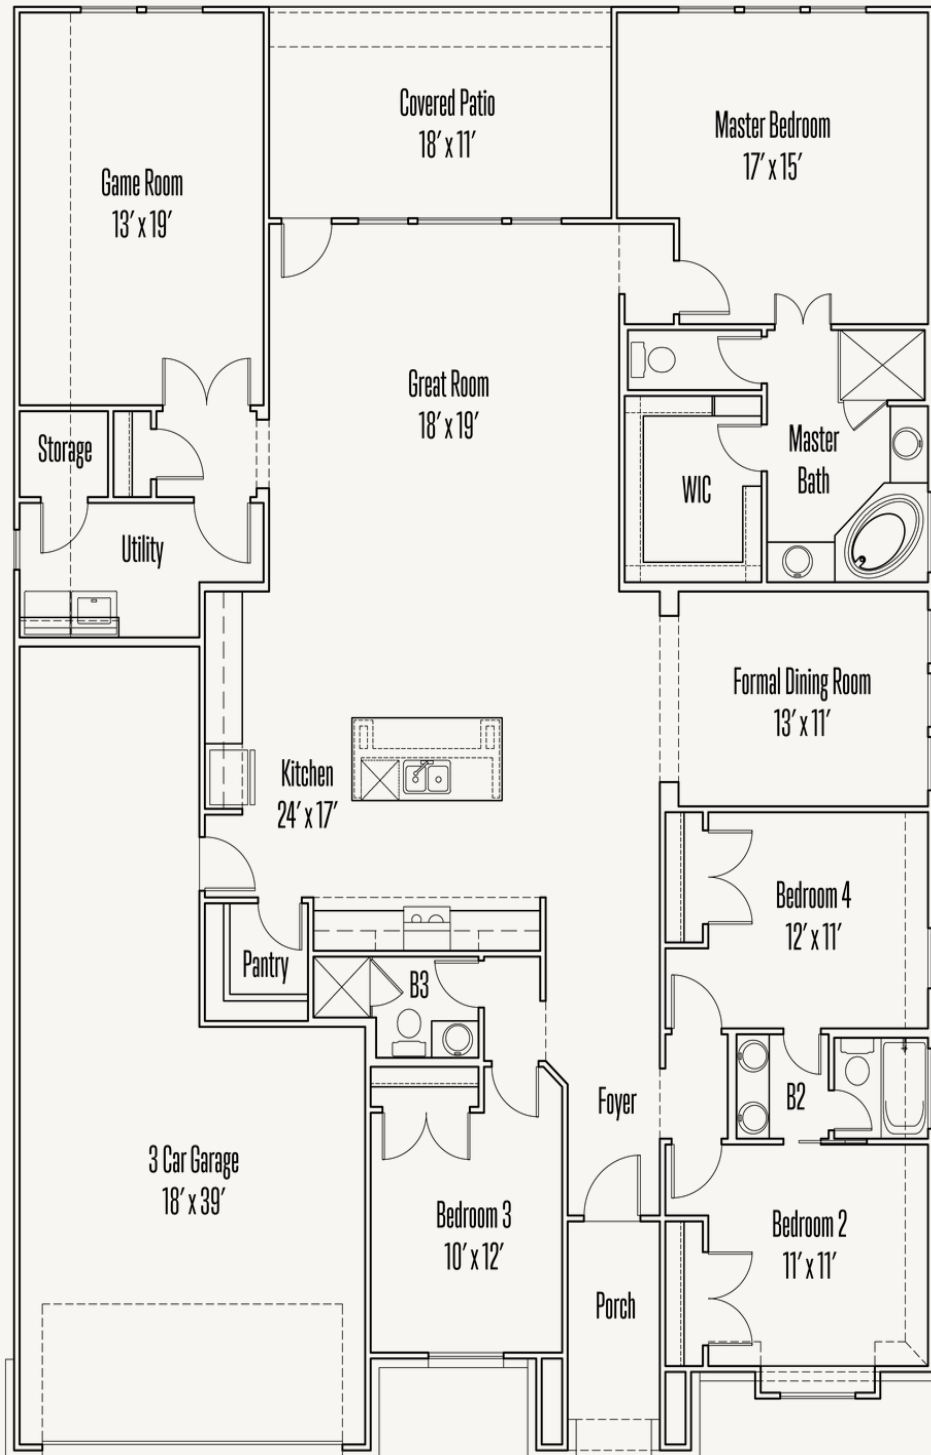 Covered Patio
18' x 11'
Master Bedroom
17' x 15'
Game Room
13' x 19'
Great Room
18' x 19'
Storage
Master
Bath
WIC
Utility
Formal Dining Room
13' x 11'
Kitchen
24' x 17'
Bedroom 4
12' x 11'
Pantry
B3
B2
Foyer
3 Car Garage
18' x 39'
Bedroom 3
10' x 12'
Bedroom 2
11' x 11'
Porch